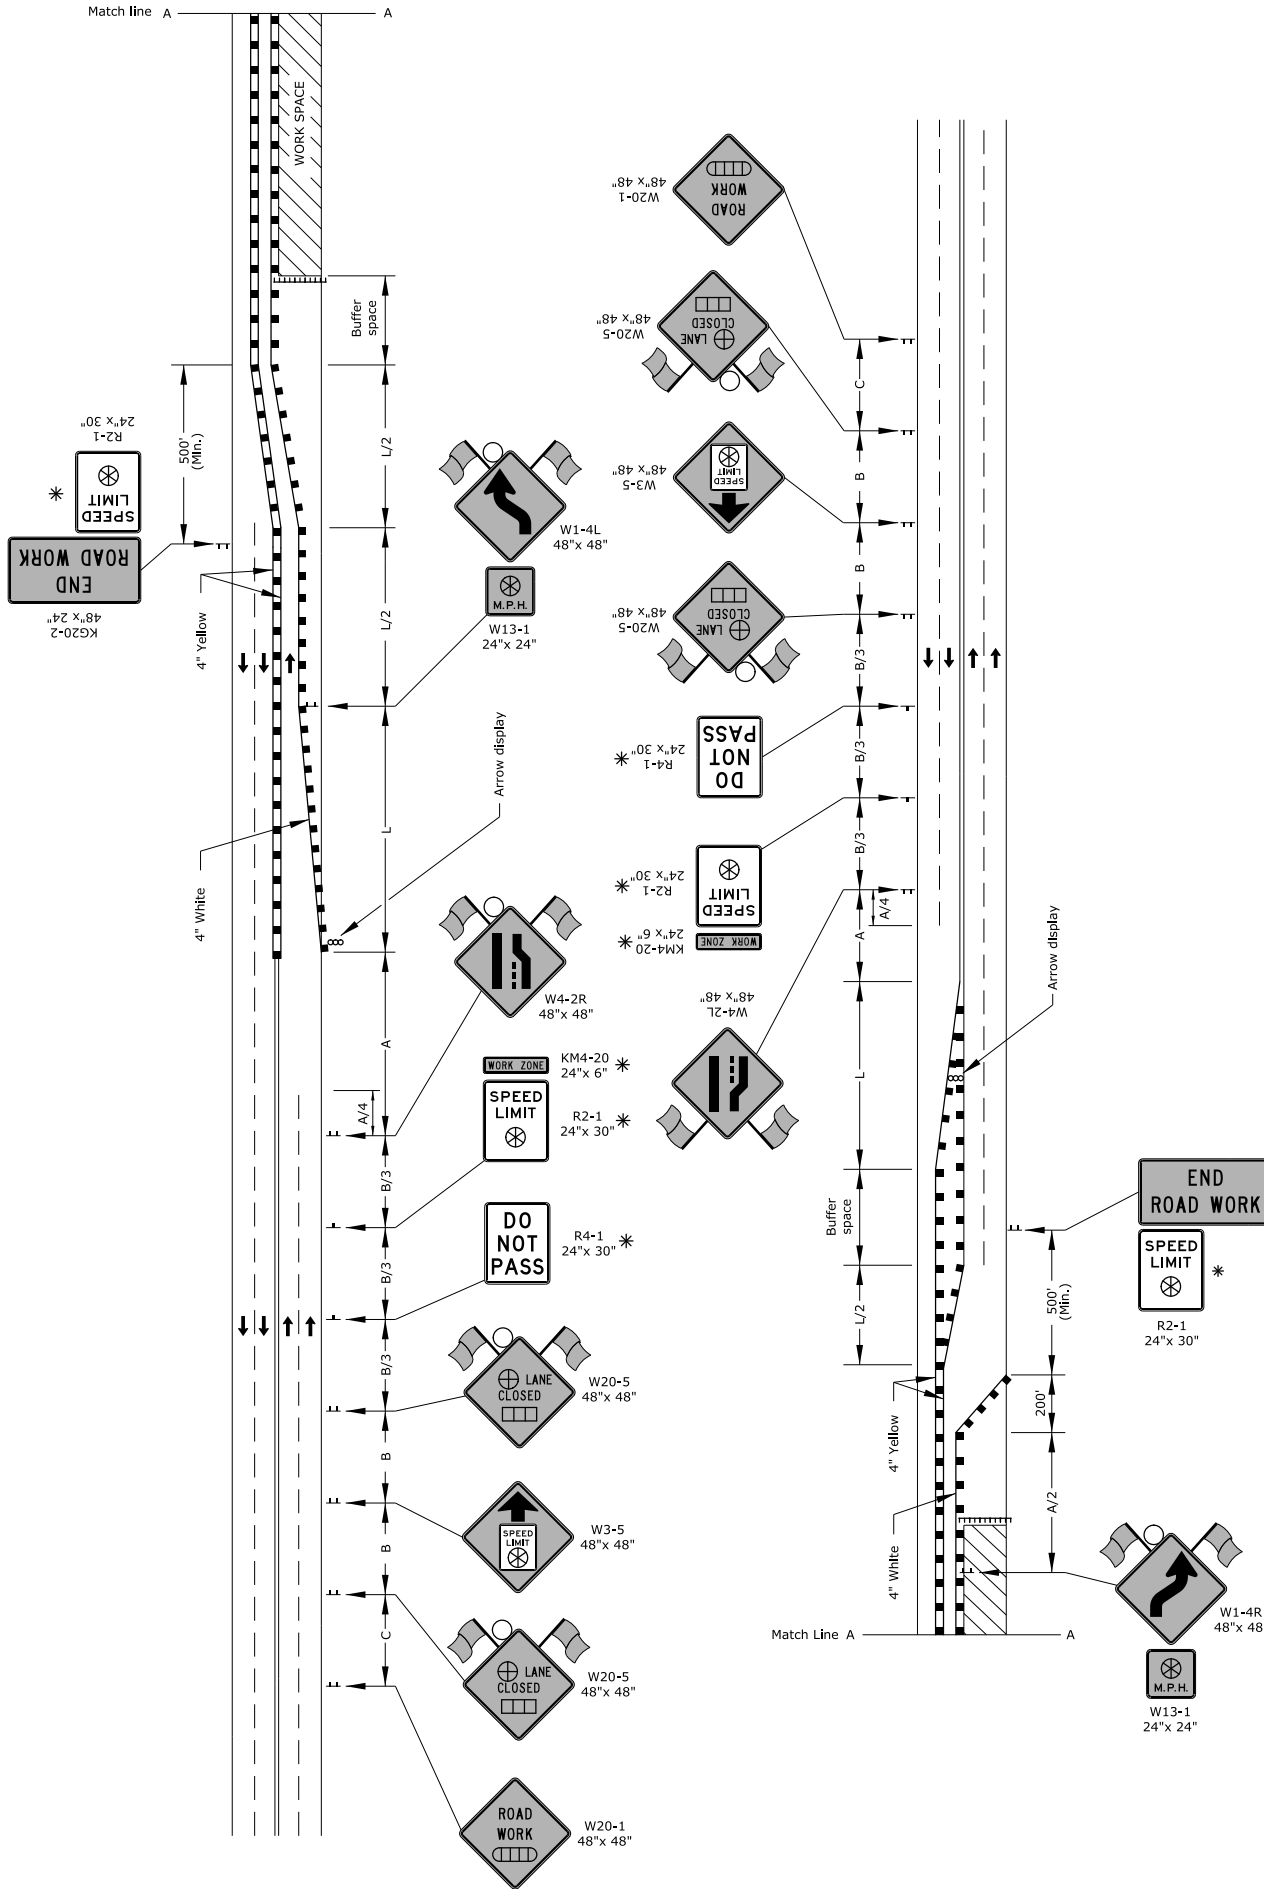 Match line A
A
WORK SPACE
Buffer
space
500'
(Min.)
L/2
R2-1
24"x 30"
SPEED
LIMIT
*
END
ROAD WORK
KG20-2
48"x 24"
4" Yellow
L/2
W1-4L
48"x 48"
M.P.H.
W13-1
24"x 24"
Arrow display
L
4" White
W4-2R
48"x 48"
A
A/4
WORK ZONE
KM4-20
24"x 6" *
SPEED
LIMIT
R2-1
24"x 30" *
B/3
DO
NOT
PASS
R4-1
24"x 30" *
B/3
B/3
LANE
CLOSED
W20-5
48"x 48"
B
SPEED
LIMIT
W3-5
48"x 48"
B
LANE
CLOSED
W20-5
48"x 48"
C
ROAD
WORK
W20-1
48"x 48"
ROAD
WORK
W20-1
48"x 48"
LANE
CLOSED
W20-5
48"x 48"
C
SPEED
LIMIT
W3-5
48"x 48"
B
B
LANE
CLOSED
W20-5
48"x 48"
B/3
DO
NOT
PASS
R4-1
24"x 30" *
B/3
SPEED
LIMIT
R2-1
24"x 30" *
B/3
WORK ZONE
KM4-20
24"x 6" *
A/4
A
W4-2L
48"x 48"
Arrow display
L
Buffer
space
L/2
END
ROAD WORK
SPEED
LIMIT
*
R2-1
24"x 30"
500'
(Min.)
200'
4" Yellow
A/2
4" White
W1-4R
48"x 48
M.P.H.
W13-1
24"x 24"
Match Line A
A